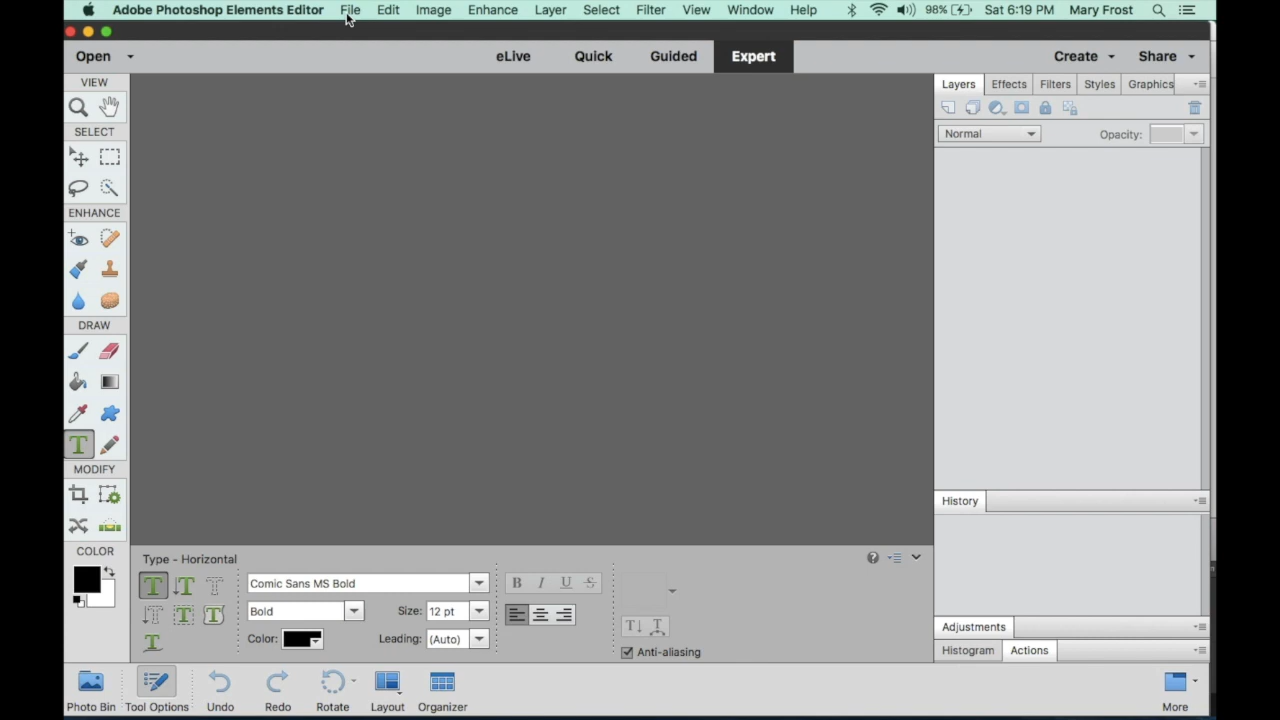 Adobe Photoshop Elements Editor File Edit Image Enhance Layer Select Filter View Window Help 98% Sat 6:19 PM Mary Frost
Open eLive Quick Guided Expert Create Share
VIEW
SELECT
ENHANCE
DRAW
MODIFY
COLOR
Layers Effects Filters Styles Graphics
Normal Opacity:
History
Adjustments
Histogram Actions
Type - Horizontal
Comic Sans MS Bold
Bold Size: 12 pt
Color: Leading: (Auto)
B I U S
Anti-aliasing
Photo Bin Tool Options Undo Redo Rotate Layout Organizer More